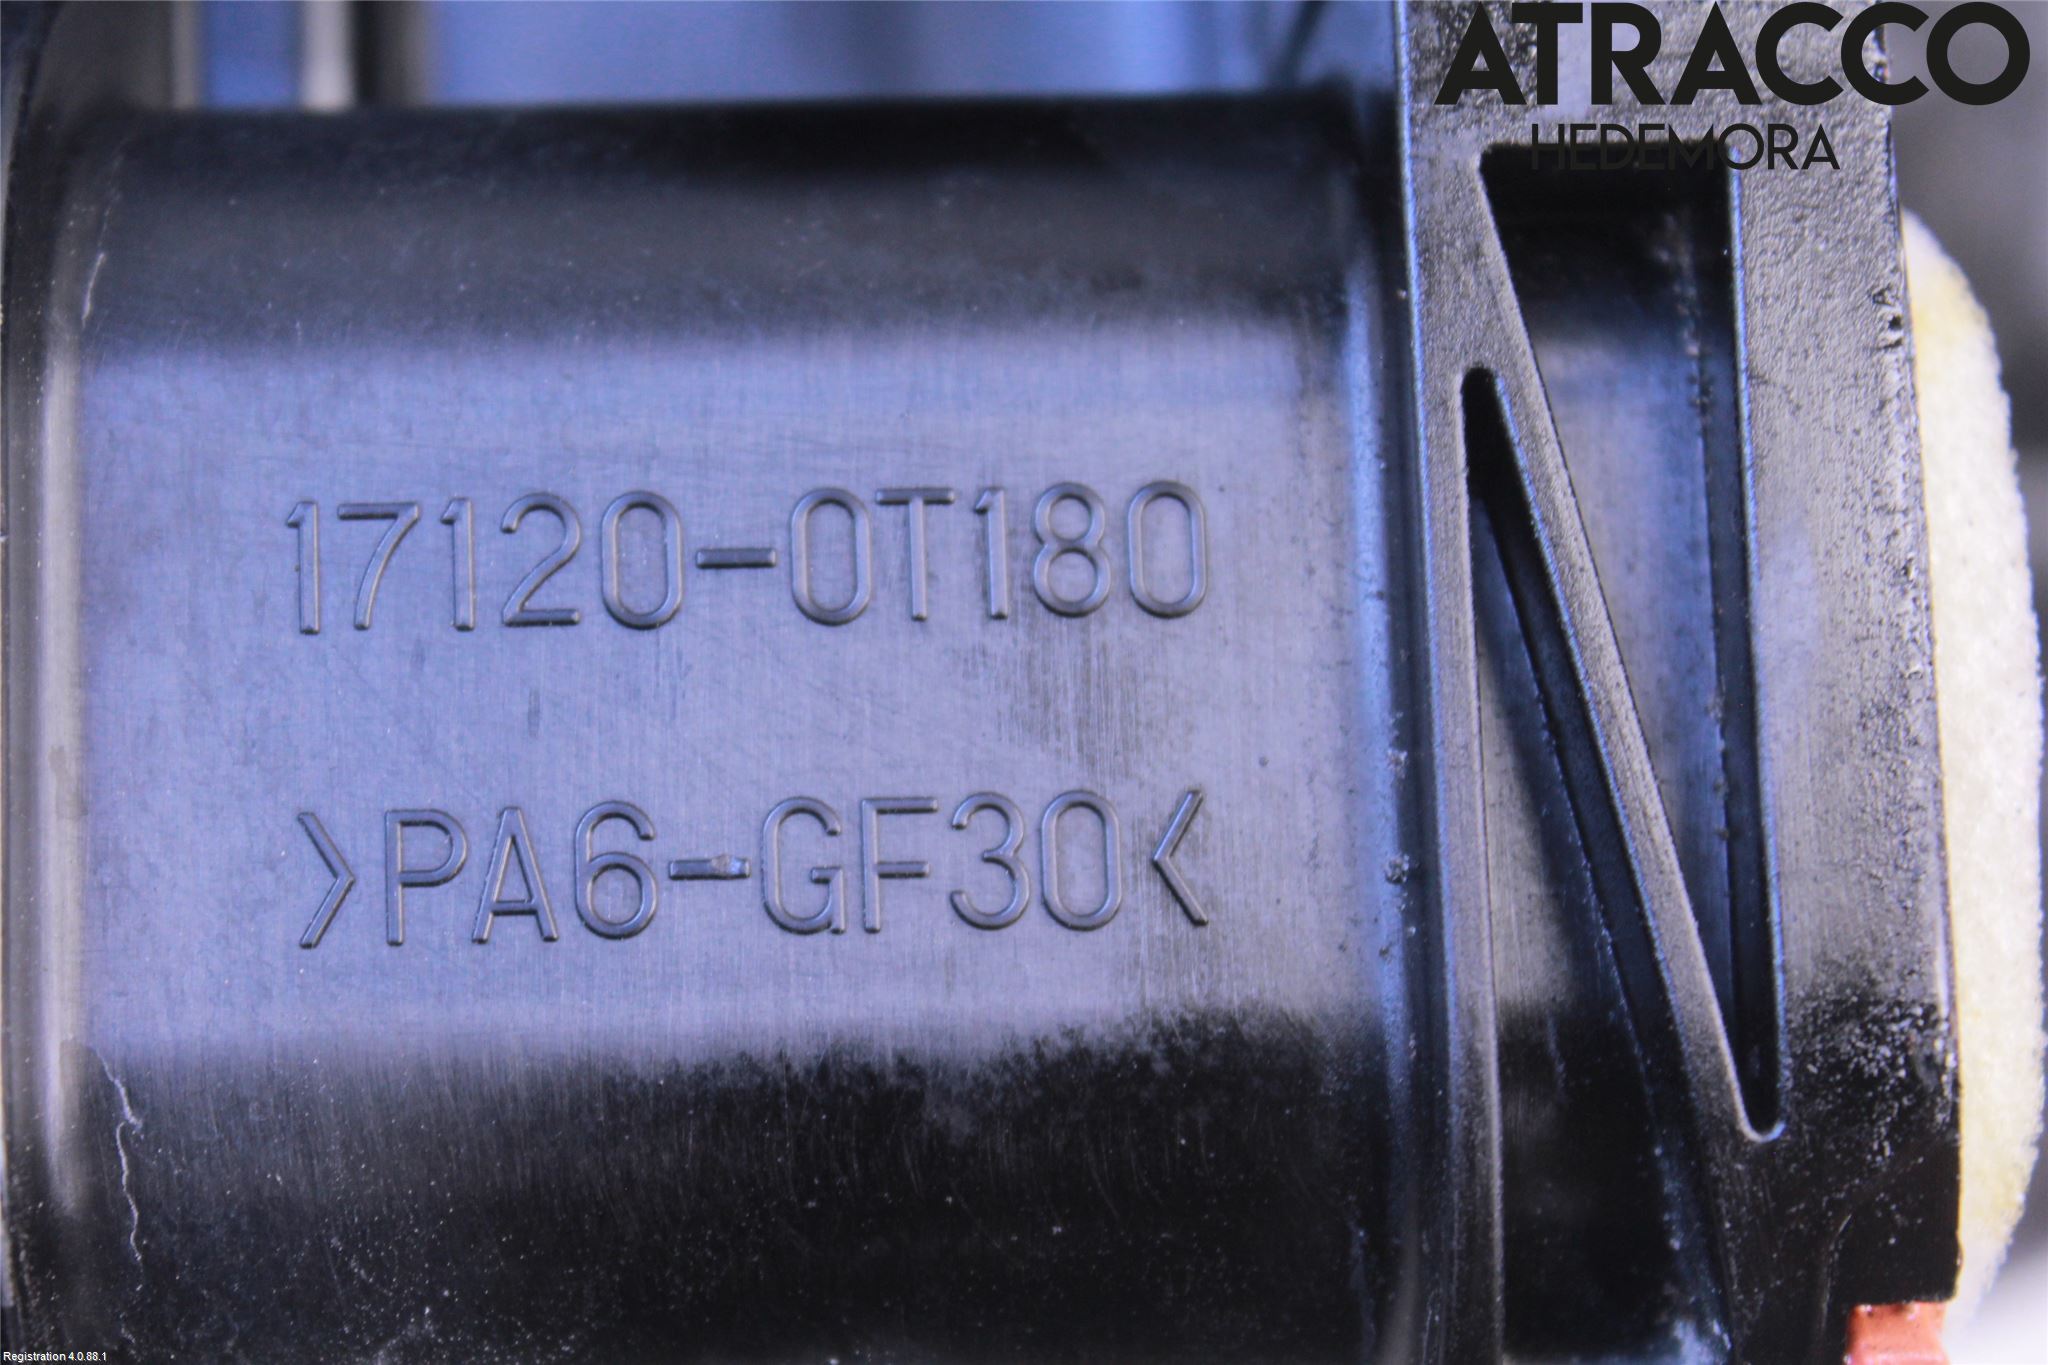 ATRACCO
HEDEMORA
17120-0T180
>PA6-GF30<
Registration 4.0.88.1